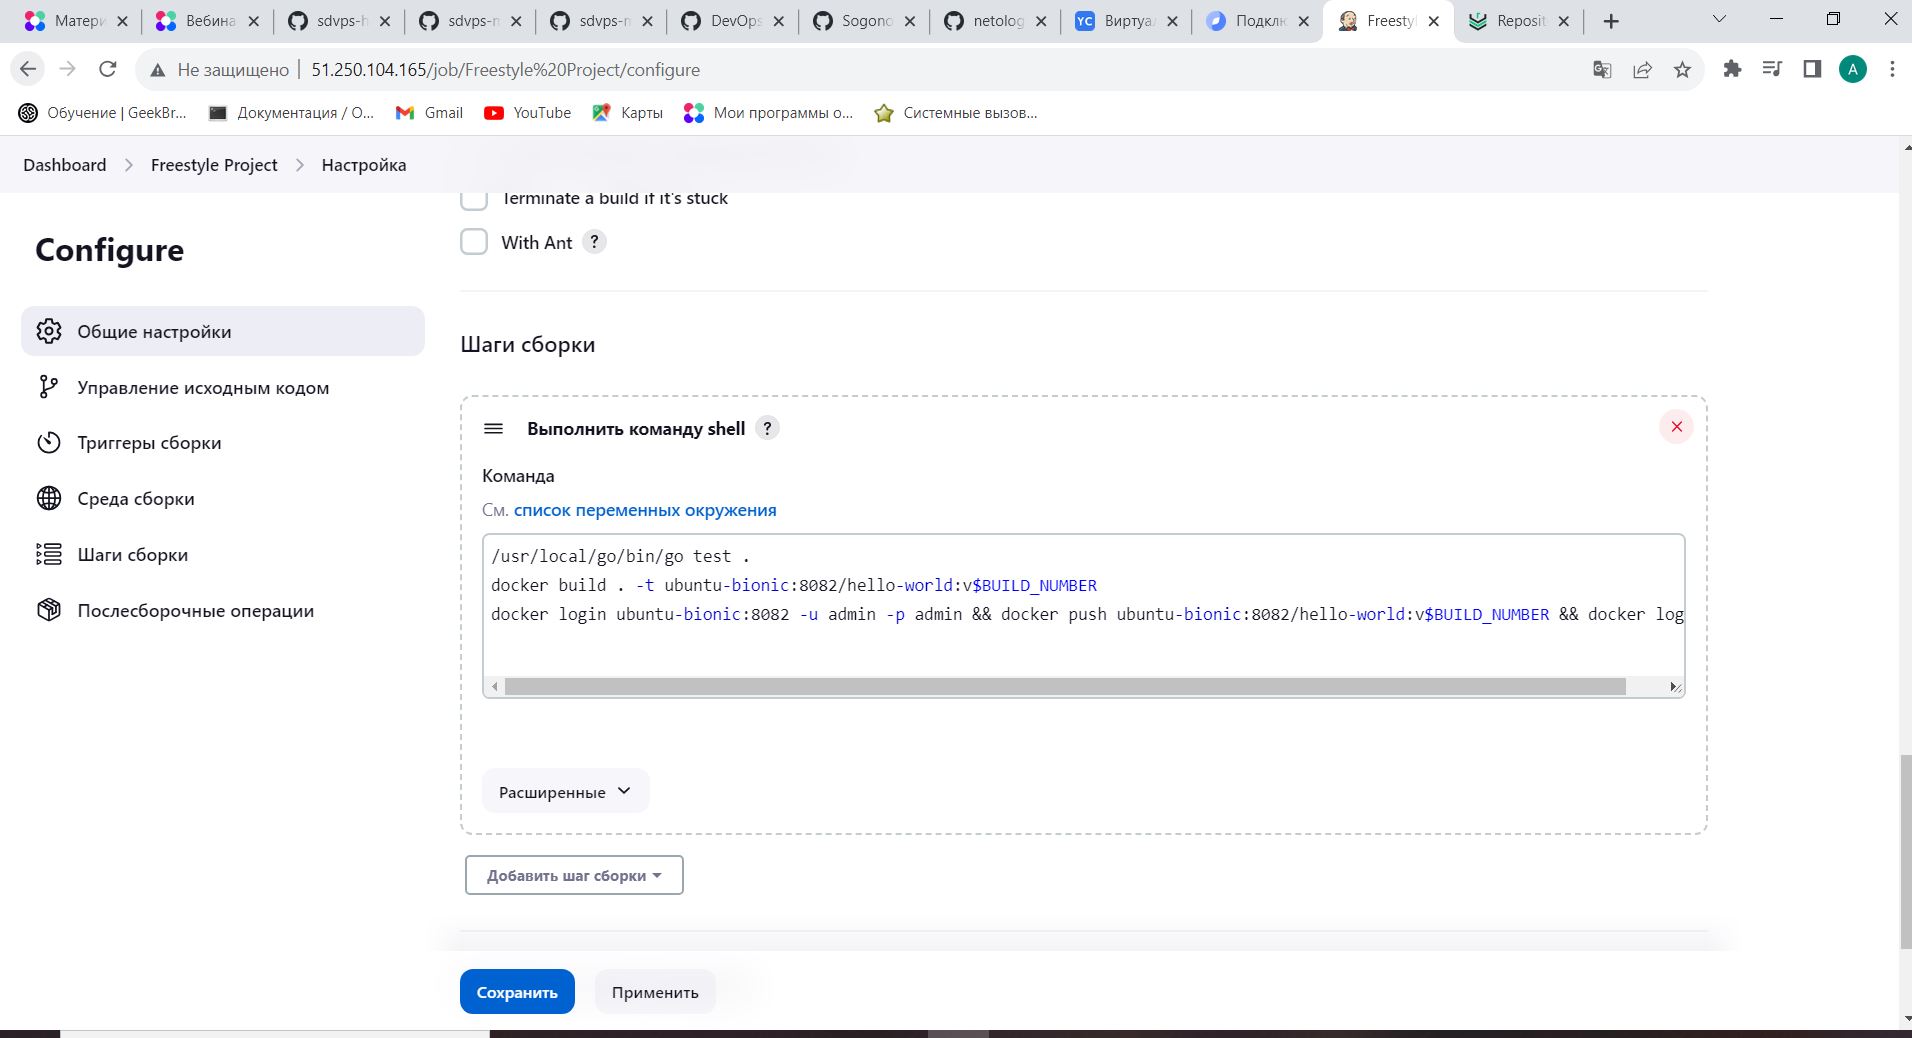 Матери
Вебина
sdvps-h
sdvps-m
sdvps-m
DevOps
Sogono
netolog
YC
Виртуал
Подклю
Freestyl
Reposit
Не защищено
51.250.104.165/job/Freestyle%20Project/configure
A
Обучение | GeekBr...
Документация / О...
Gmail
YouTube
Карты
Мои программы о...
Системные вызов...
Dashboard
Freestyle Project
Настройка
Terminate a build if it's stuck
With Ant ?
Configure
Общие настройки
Управление исходным кодом
Триггеры сборки
Среда сборки
Шаги сборки
Послесборочные операции
Шаги сборки
Выполнить команду shell ?
Команда
См. список переменных окружения
/usr/local/go/bin/go test .
docker build . -t ubuntu-bionic:8082/hello-world:v$BUILD_NUMBER
docker login ubuntu-bionic:8082 -u admin -p admin && docker push ubuntu-bionic:8082/hello-world:v$BUILD_NUMBER && docker log
Расширенные
Добавить шаг сборки
Сохранить
Применить